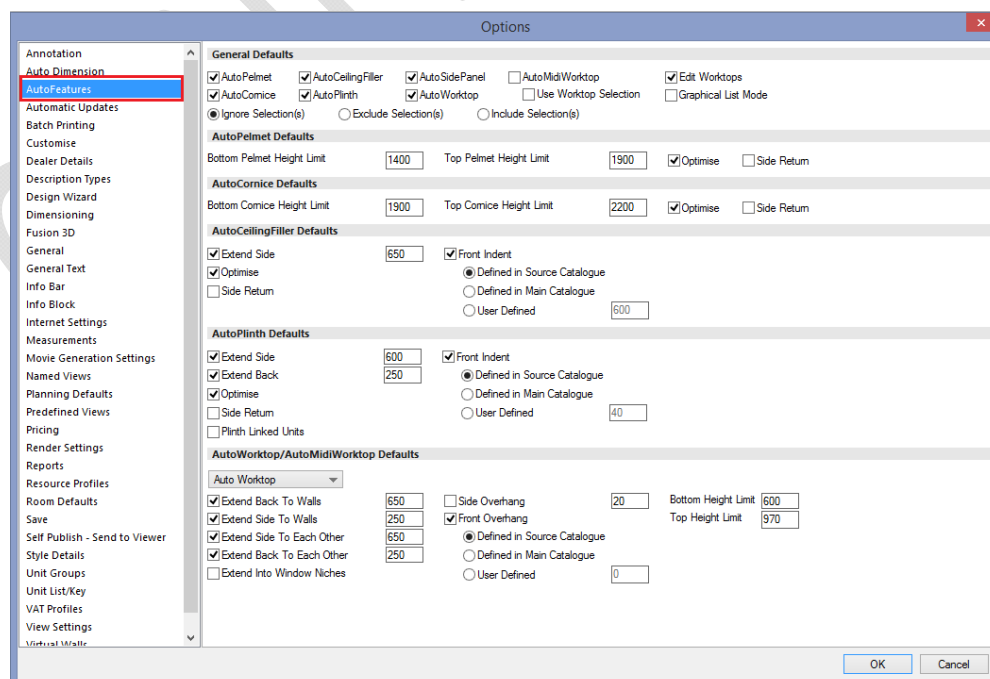 Options
Annotation
Auto Dimension
AutoFeatures
Automatic Updates
Batch Printing
Customise
Dealer Details
Description Types
Design Wizard
Dimensioning
Fusion 3D
General
General Text
Info Bar
Info Block
Internet Settings
Measurements
Movie Generation Settings
Named Views
Planning Defaults
Predefined Views
Pricing
Render Settings
Reports
Resource Profiles
Room Defaults
Save
Self Publish - Send to Viewer
Style Details
Unit Groups
Unit List/Key
VAT Profiles
View Settings
Virtual Walls
General Defaults
AutoPelmet AutoCeilingFiller AutoSidePanel AutoMidiWorktop Edit Worktops
AutoCornice AutoPlinth AutoWorktop Use Worktop Selection Graphical List Mode
Ignore Selection(s) Exclude Selection(s) Include Selection(s)
AutoPelmet Defaults
Bottom Pelmet Height Limit 1400 Top Pelmet Height Limit 1900 Optimise Side Return
AutoCornice Defaults
Bottom Cornice Height Limit 1900 Top Cornice Height Limit 2200 Optimise Side Return
AutoCeilingFiller Defaults
Extend Side 650 Front Indent
Optimise Defined in Source Catalogue
Side Return Defined in Main Catalogue
User Defined 600
AutoPlinth Defaults
Extend Side 600 Front Indent
Extend Back 250 Defined in Source Catalogue
Optimise Defined in Main Catalogue
Side Return User Defined 40
Plinth Linked Units
AutoWorktop/AutoMidiWorktop Defaults
Auto Worktop
Extend Back To Walls 650 Side Overhang 20 Bottom Height Limit 600
Extend Side To Walls 250 Front Overhang Top Height Limit 970
Extend Side To Each Other 650 Defined in Source Catalogue
Extend Back To Each Other 250 Defined in Main Catalogue
Extend Into Window Niches User Defined 0
OK Cancel